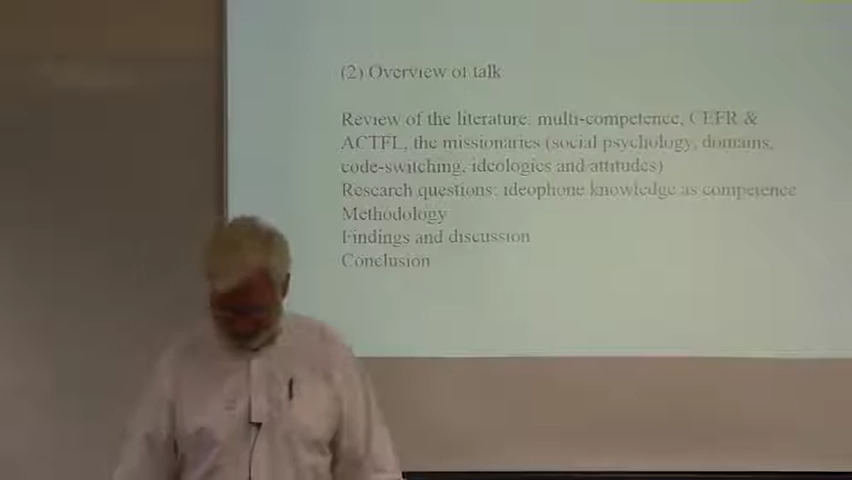 (2) Overview of talk
Review of the literature: multi-competence, CEFR &
ACTFL, the missionaries (social psychology, domains,
code-switching, ideologies and attitudes)
Research questions: ideophone knowledge as competence
Methodology
Findings and discussion
Conclusion